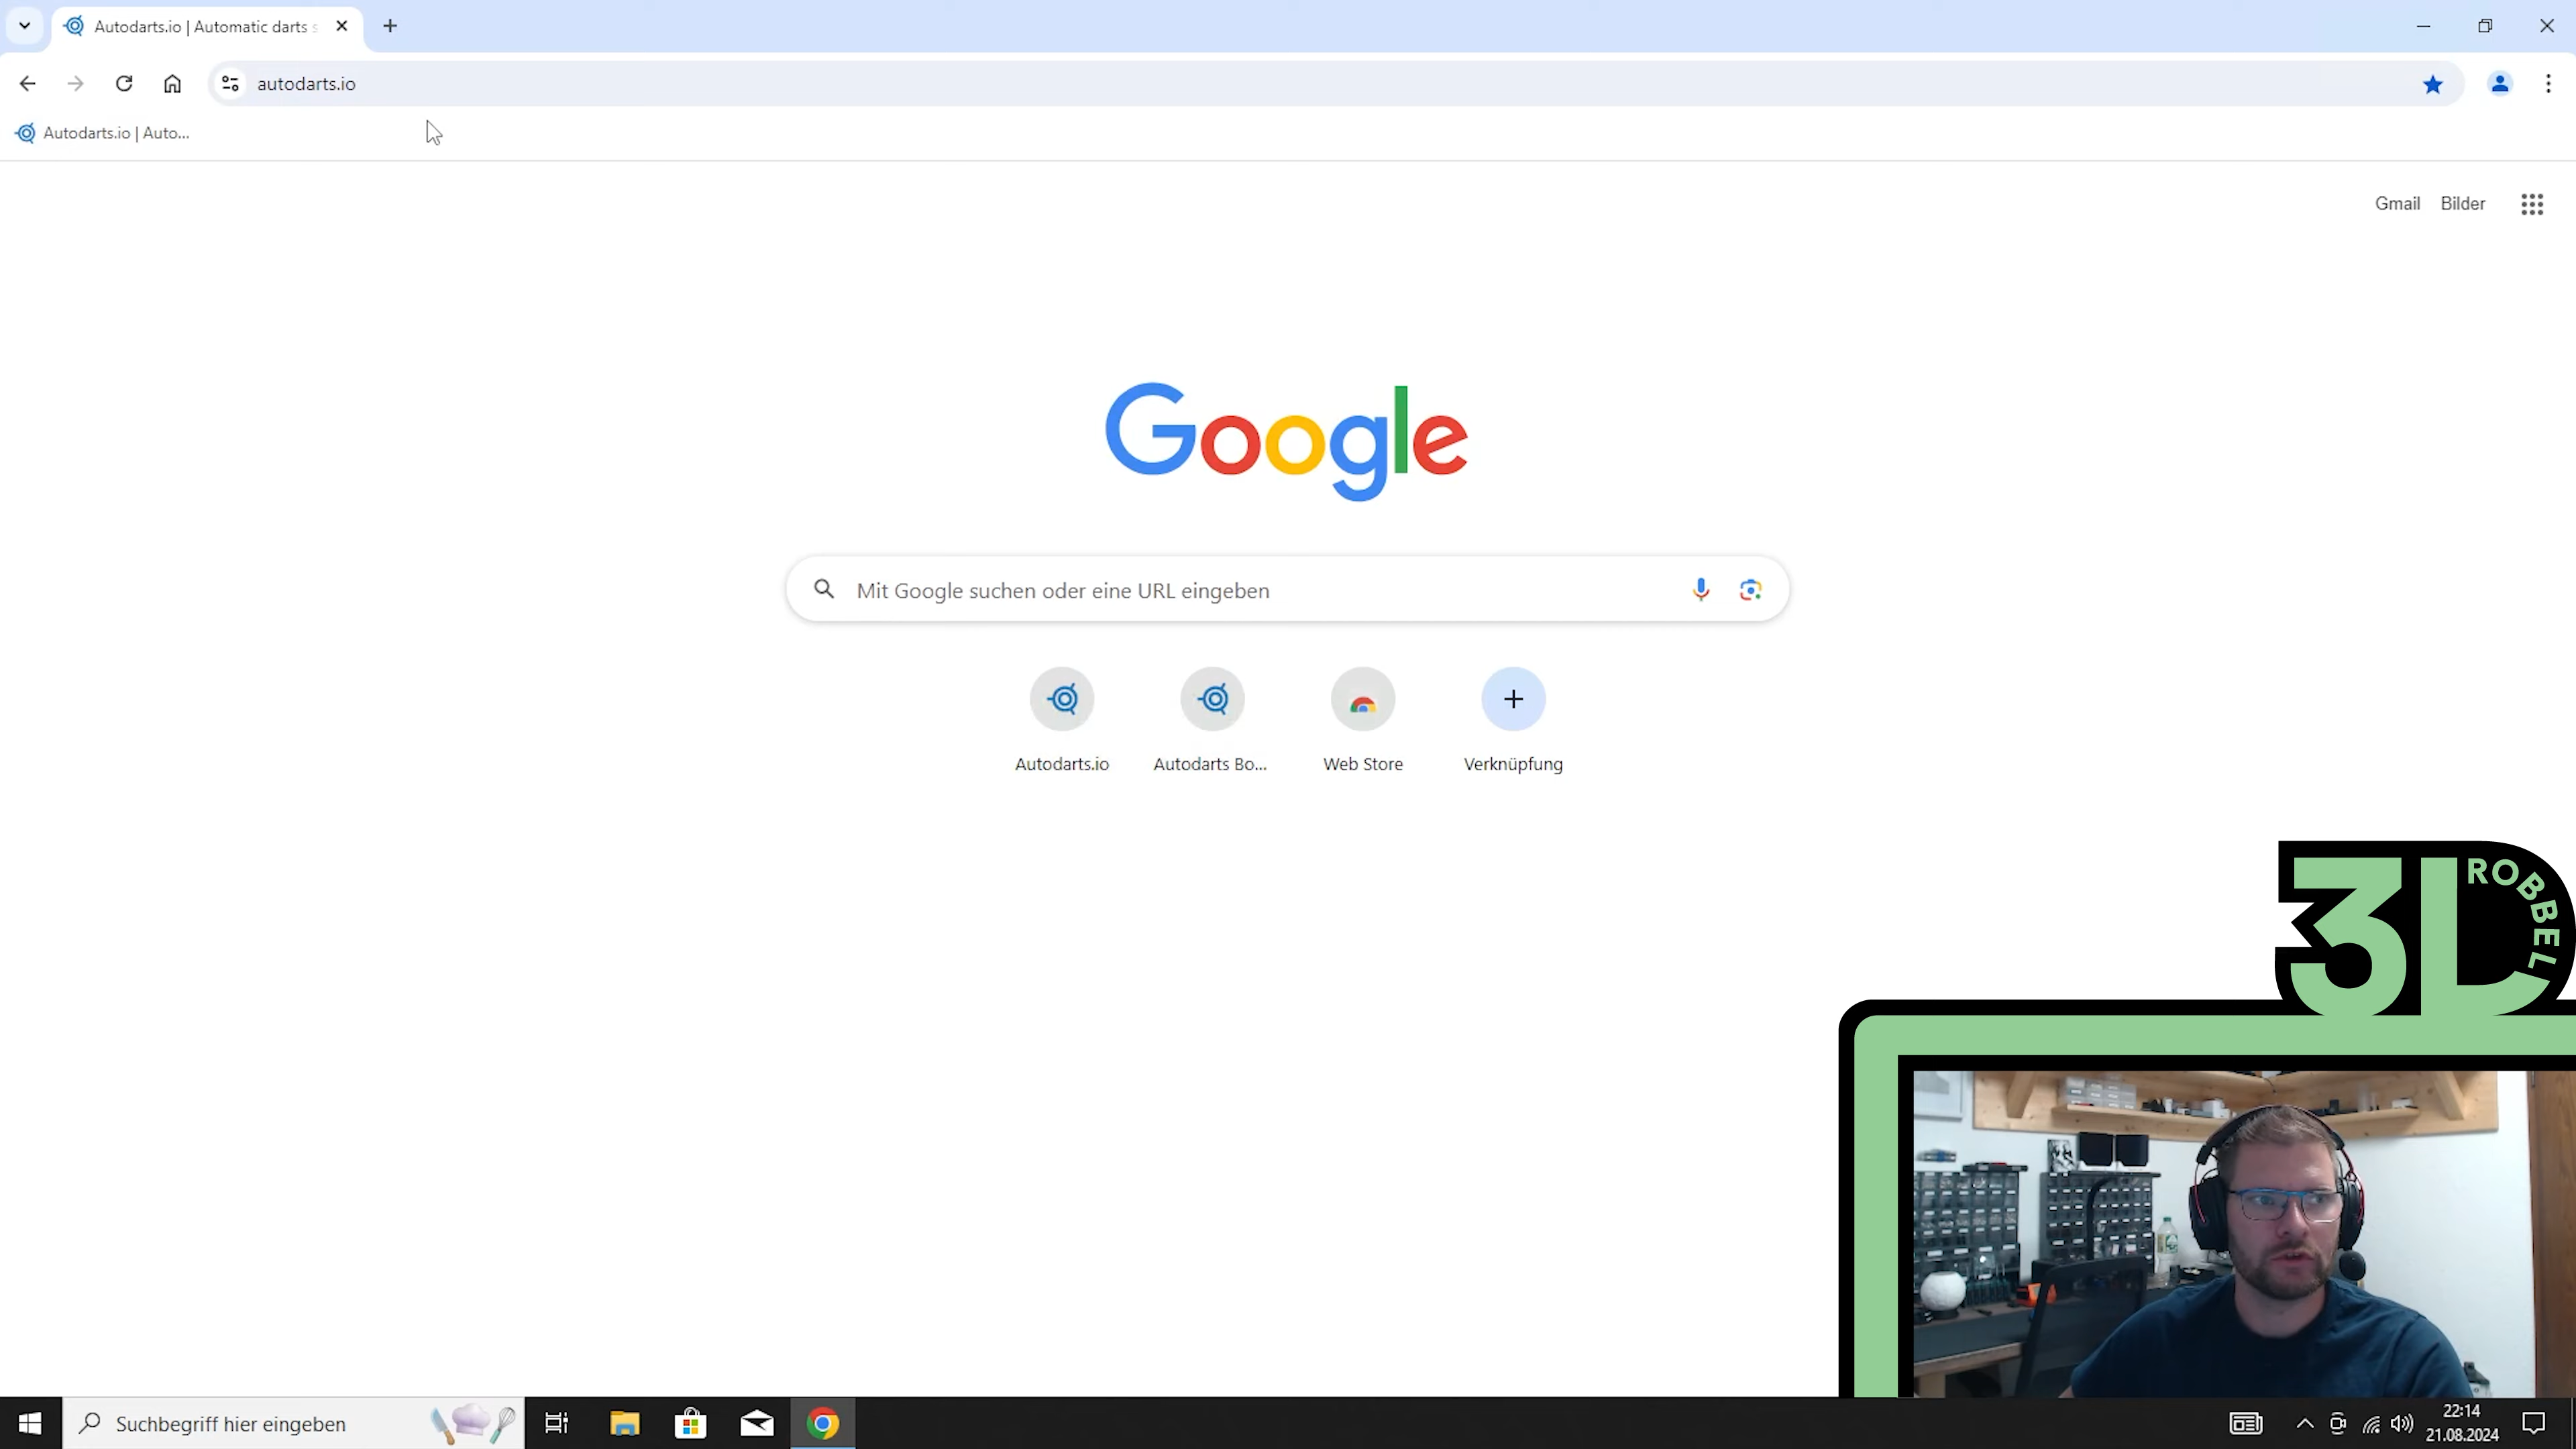 Autodarts.io | Automatic darts s
autodarts.io
Autodarts.io | Auto...
Gmail Bilder
Google
Mit Google suchen oder eine URL eingeben
Autodarts.io Autodarts Bo... Web Store Verknüpfung
3D
ROBBEL
Suchbegriff hier eingeben
22:14
21.08.2024